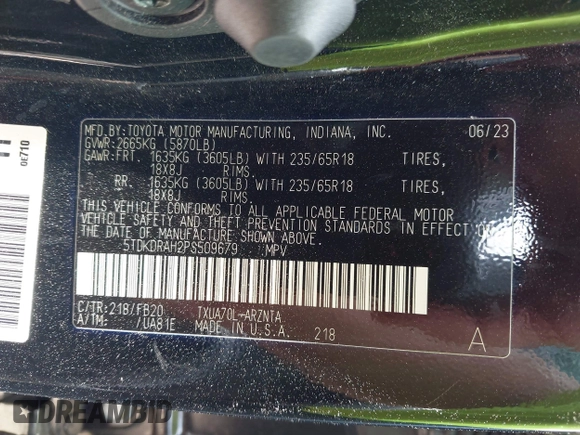 MFD.BY:TOYOTA MOTOR MANUFACTURING, INDIANA, INC. 06/23
GVWR:2665KG (5870LB)
GAWR:FRT. 1635KG (3605LB) WITH 235/65R18 TIRES,
18X8J RIMS.
RR. 1635KG (3605LB) WITH 235/65R18 TIRES,
18X8J RIMS.
THIS VEHICLE CONFORMS TO ALL APPLICABLE FEDERAL MOTOR
VEHICLE SAFETY AND THEFT PREVENTION STANDARDS IN EFFECT ON
THE DATE OF MANUFACTURE SHOWN ABOVE.
5TDKDRAH2PS509679 MPV
C/TR:218/FB20 TXUA70L-ARZNTA
A/TM: /UA81E MADE IN U.S.A. 218
A
0E710
DREAMBID